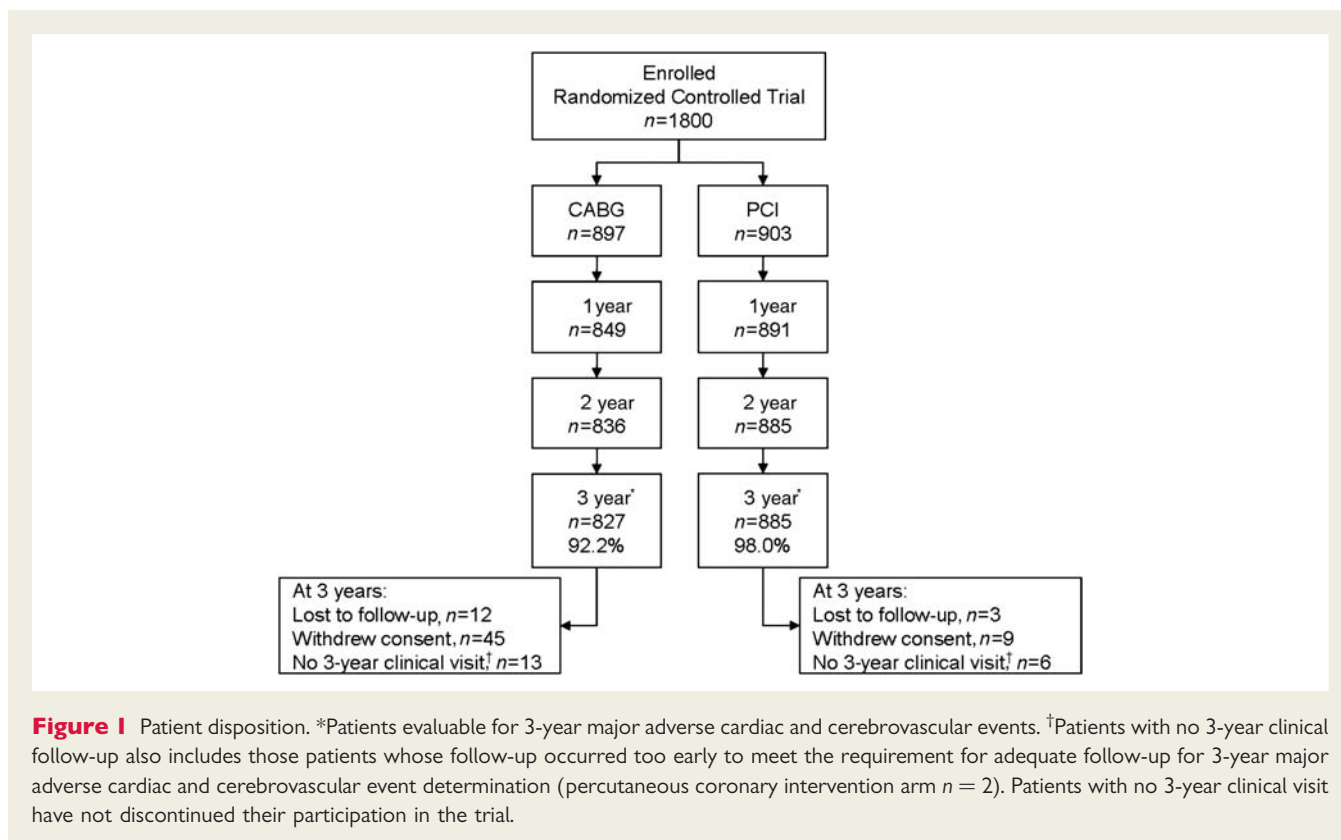 Enrolled
Randomized Controlled Trial
n=1800
CABG
n=897
PCI
n=903
1 year
n=849
1 year
n=891
2 year
n=836
2 year
n=885
3 year*
n=827
92.2%
3 year*
n=885
98.0%
At 3 years:
Lost to follow-up, n=12
Withdrew consent, n=45
No 3-year clinical visit,† n=13
At 3 years:
Lost to follow-up, n=3
Withdrew consent, n=9
No 3-year clinical visit,† n=6
Figure 1 Patient disposition. *Patients evaluable for 3-year major adverse cardiac and cerebrovascular events. †Patients with no 3-year clinical
follow-up also includes those patients whose follow-up occurred too early to meet the requirement for adequate follow-up for 3-year major
adverse cardiac and cerebrovascular event determination (percutaneous coronary intervention arm n = 2). Patients with no 3-year clinical visit
have not discontinued their participation in the trial.